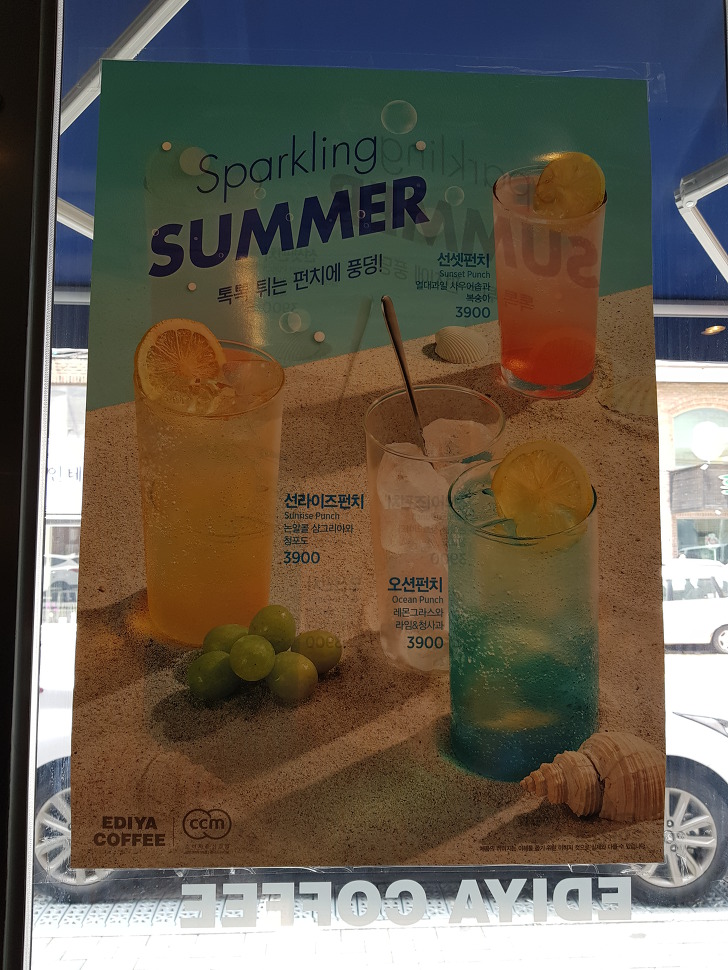 Sparkling
SUMMER
톡톡 튀는 펀치에 풍덩!
선셋펀치
Sunset Punch
열대과일 사우어솝과
복숭아
3900
선라이즈펀치
Sunrise Punch
논알콜 샹그리아와
청포도
3900
오션펀치
Ocean Punch
레몬그라스와
라임&청사과
3900
EDIYA
COFFEE
ccm
EDIYA COFFEE